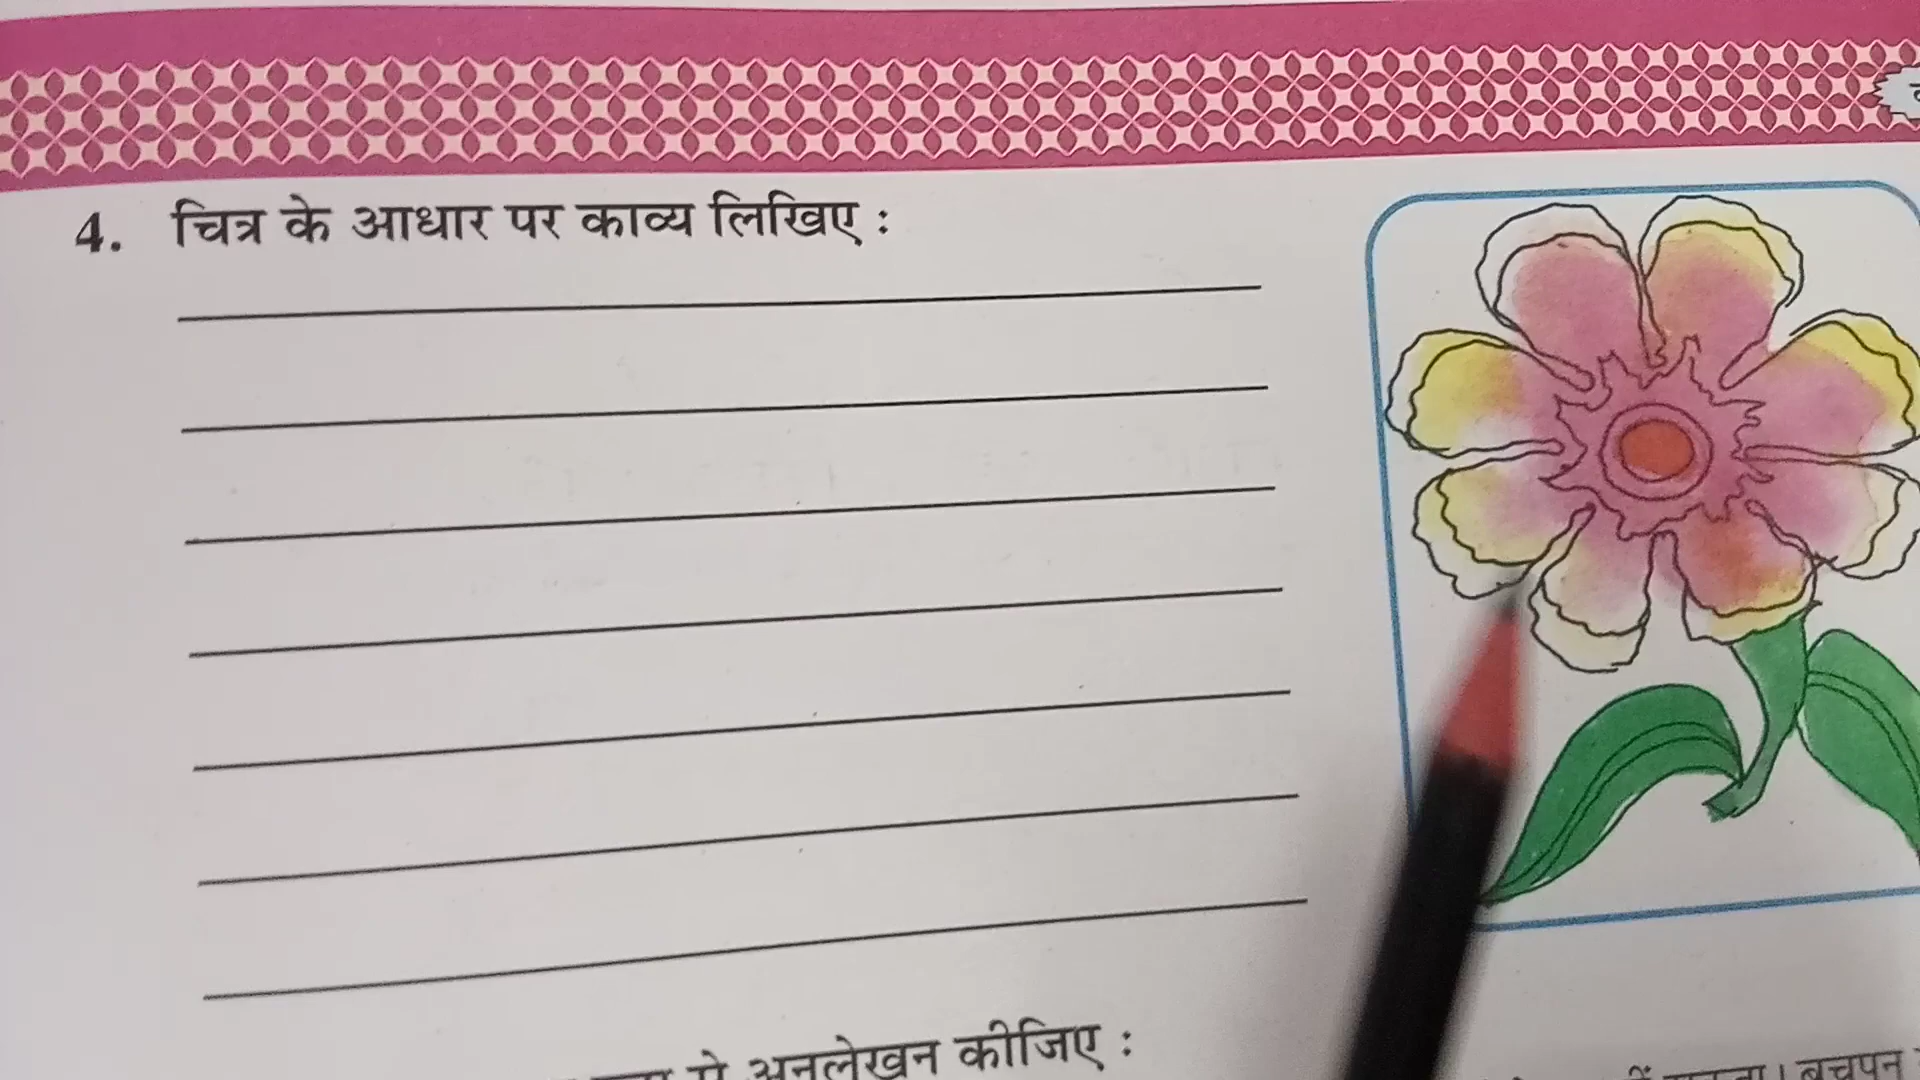 4. चित्र के आधार पर काव्य लिखिए :
अनुलेखन कीजिए :
बचपन